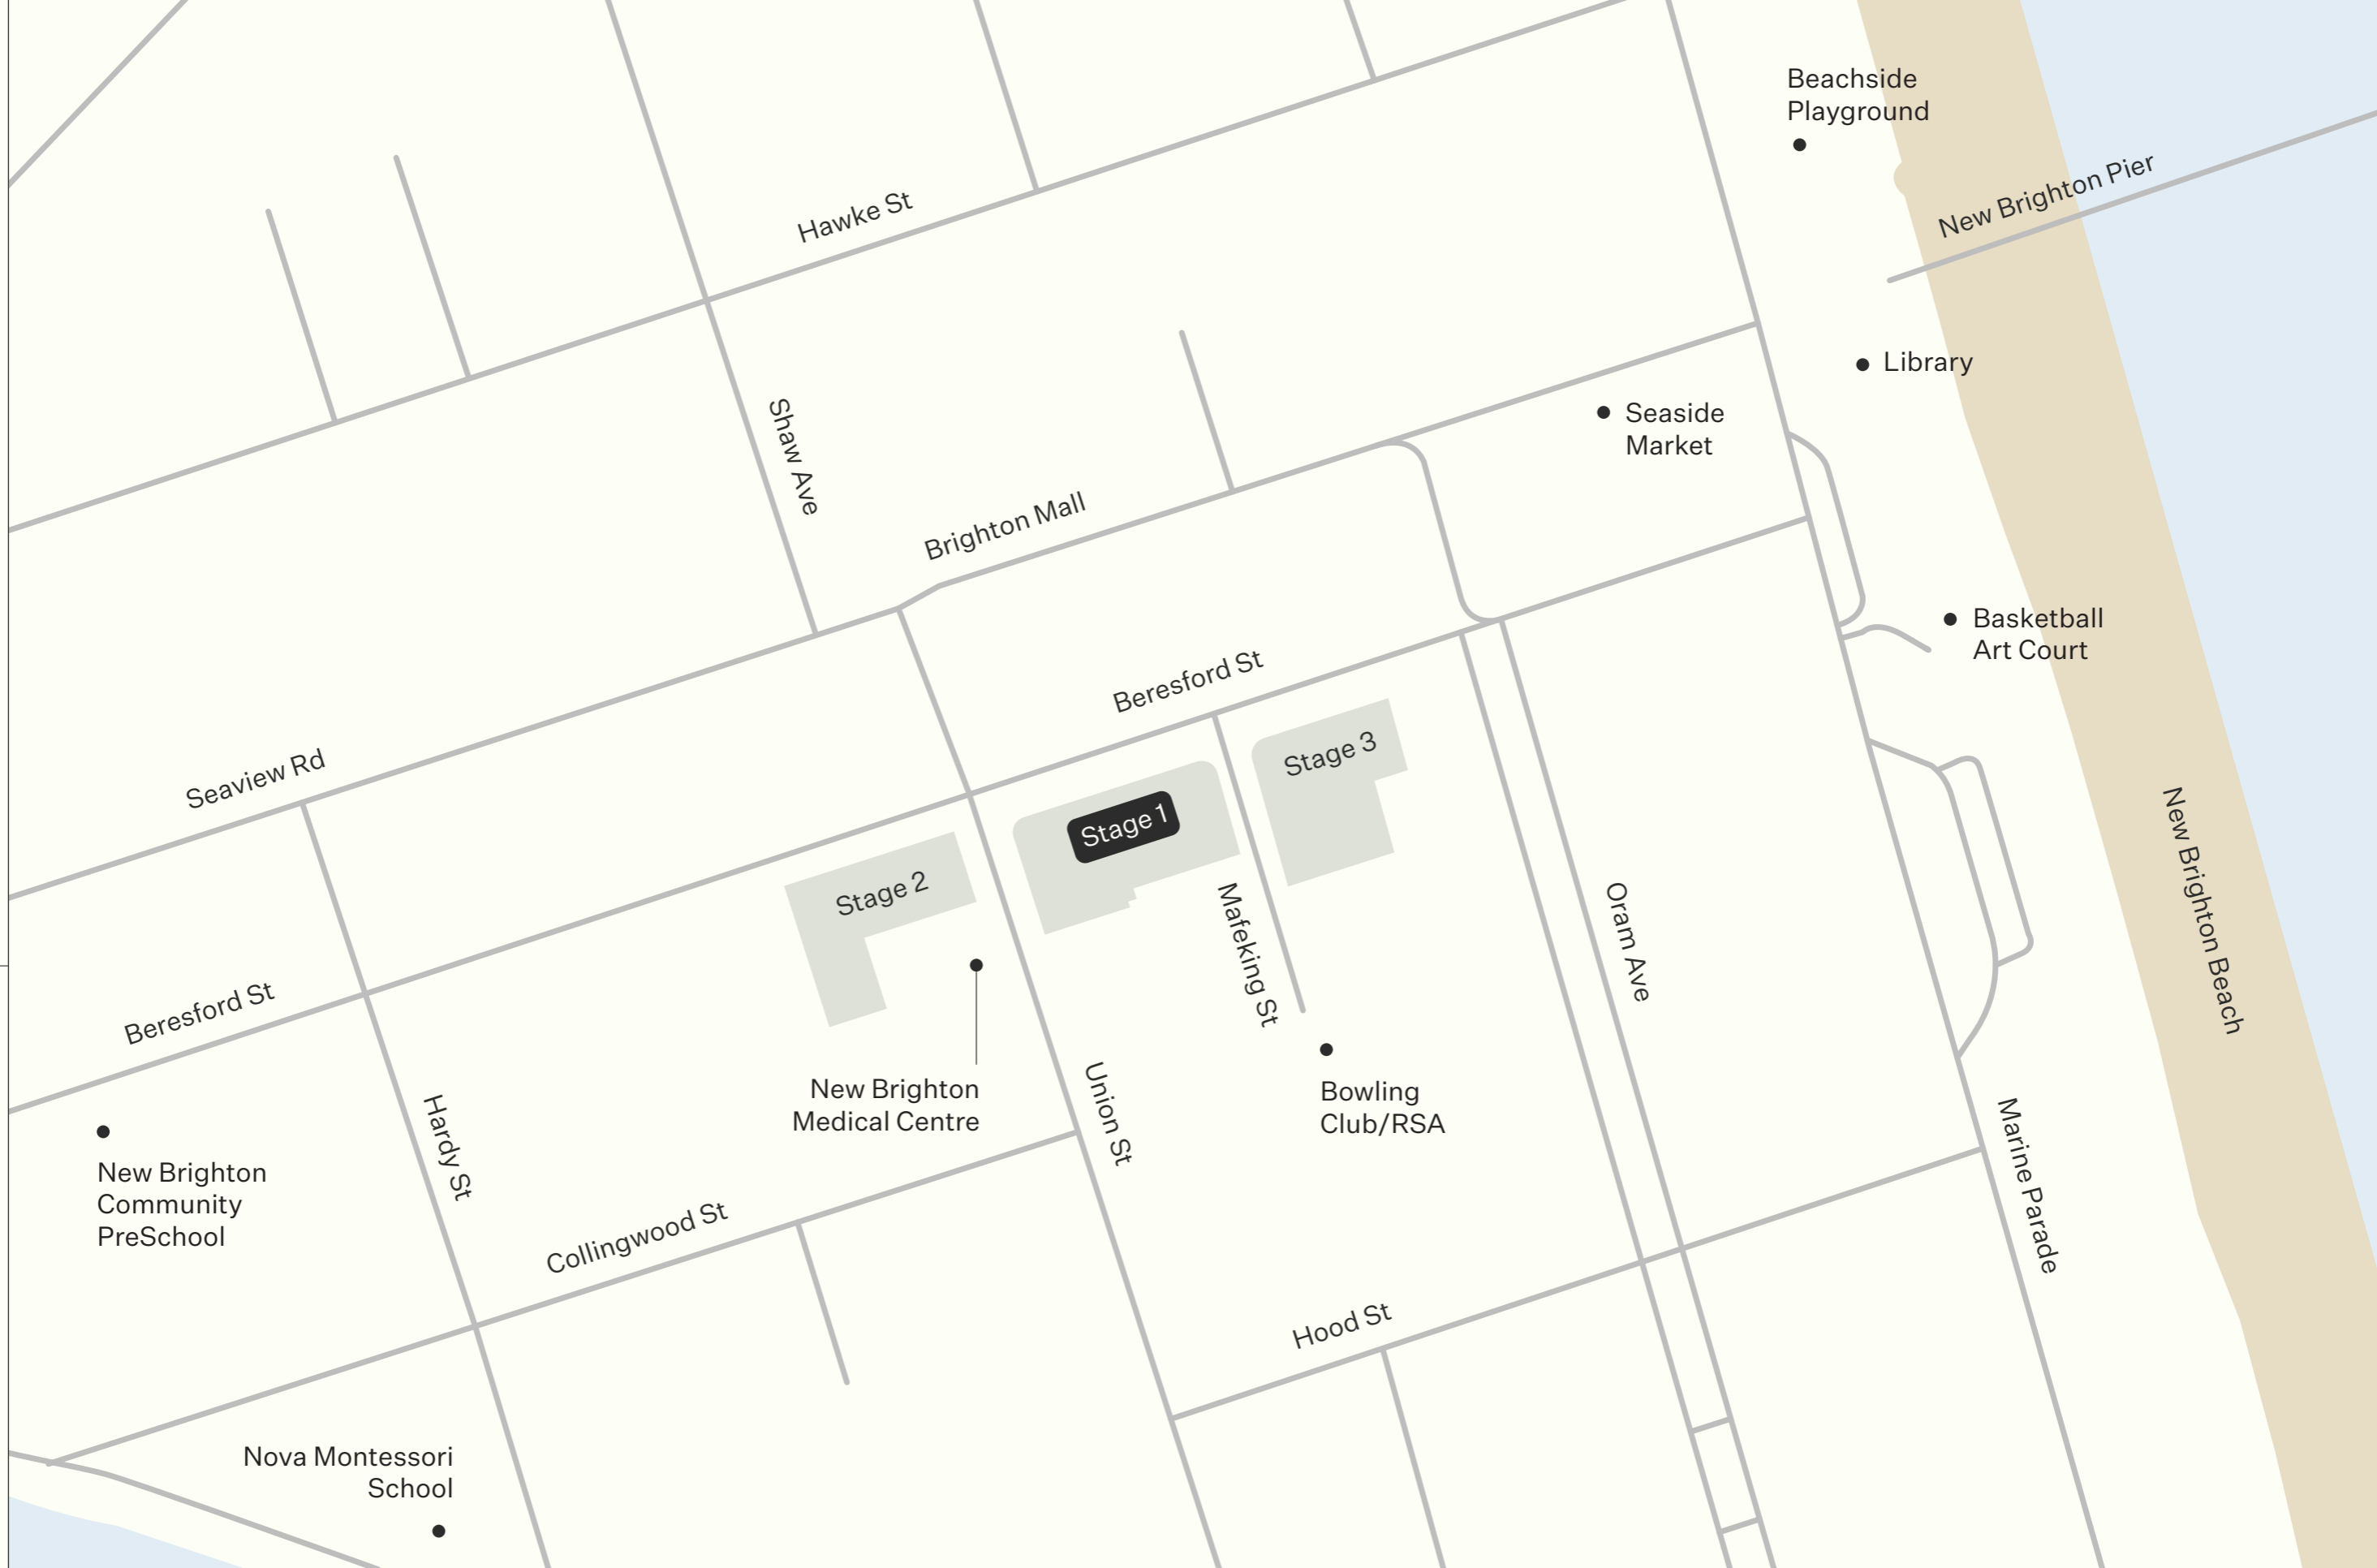 Beachside
Playground
New Brighton Pier
Hawke St
Library
Seaside
Market
Shaw Ave
Brighton Mall
Basketball
Art Court
Beresford St
Stage 3
Seaview Rd
Stage 1
Stage 2
New Brighton Beach
Mafeking St
Oram Ave
Beresford St
New Brighton
Medical Centre
Union St
Bowling
Club/RSA
Hardy St
Marine Parade
New Brighton
Community
PreSchool
Collingwood St
Hood St
Nova Montessori
School